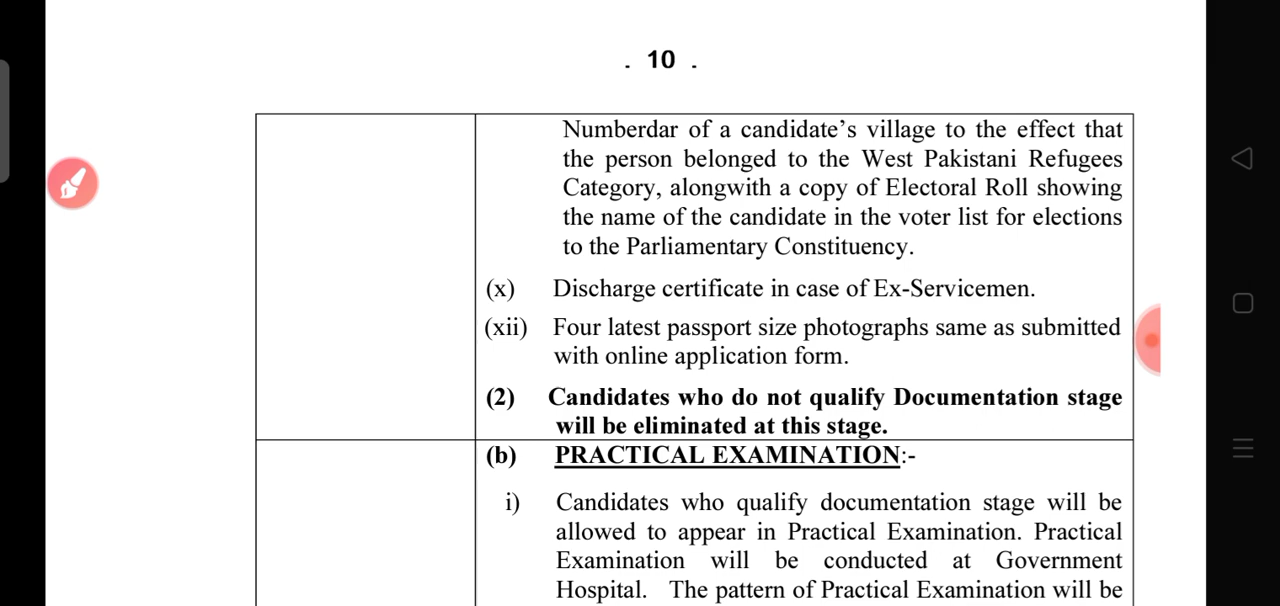 . 10 .
Numberdar of a candidate’s village to the effect that
the person belonged to the West Pakistani Refugees
Category, alongwith a copy of Electoral Roll showing
the name of the candidate in the voter list for elections
to the Parliamentary Constituency.
(x) Discharge certificate in case of Ex-Servicemen.
(xii) Four latest passport size photographs same as submitted
with online application form.
(2) Candidates who do not qualify Documentation stage
will be eliminated at this stage.
(b) PRACTICAL EXAMINATION:-
i) Candidates who qualify documentation stage will be
allowed to appear in Practical Examination. Practical
Examination will be conducted at Government
Hospital. The pattern of Practical Examination will be